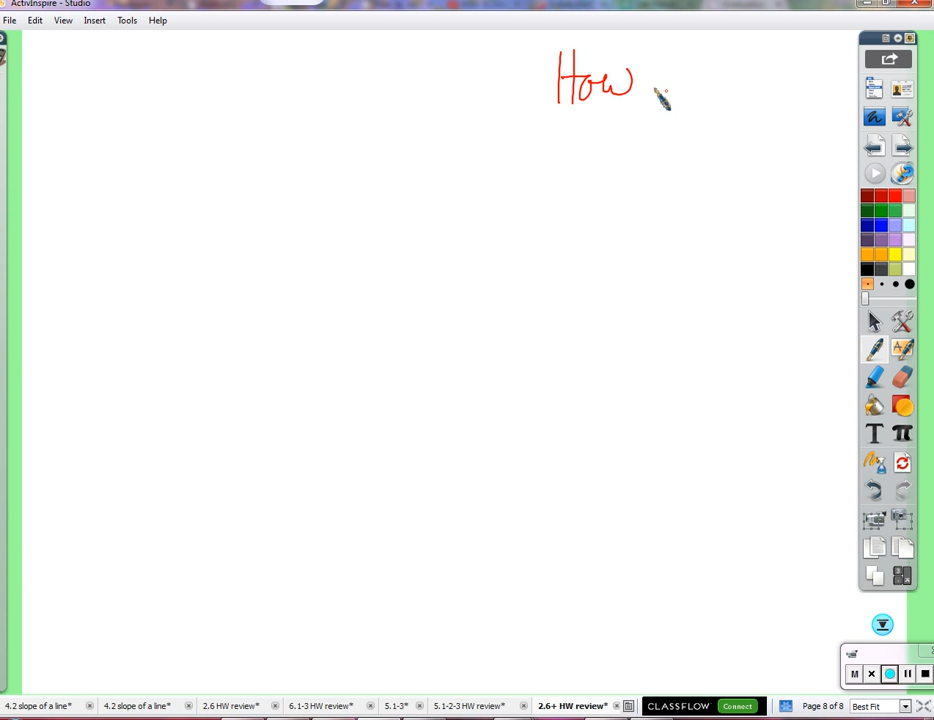 ActivInspire - Studio
File Edit View Insert Tools Help
How
4.2 slope of a line* 4.2 slope of a line* 2.6 HW review* 6.1-3 HW review* 5.1-3* 5.1-2-3 HW review* 2.6+ HW review* CLASSFLOW Connect Page 8 of 8 Best Fit
M